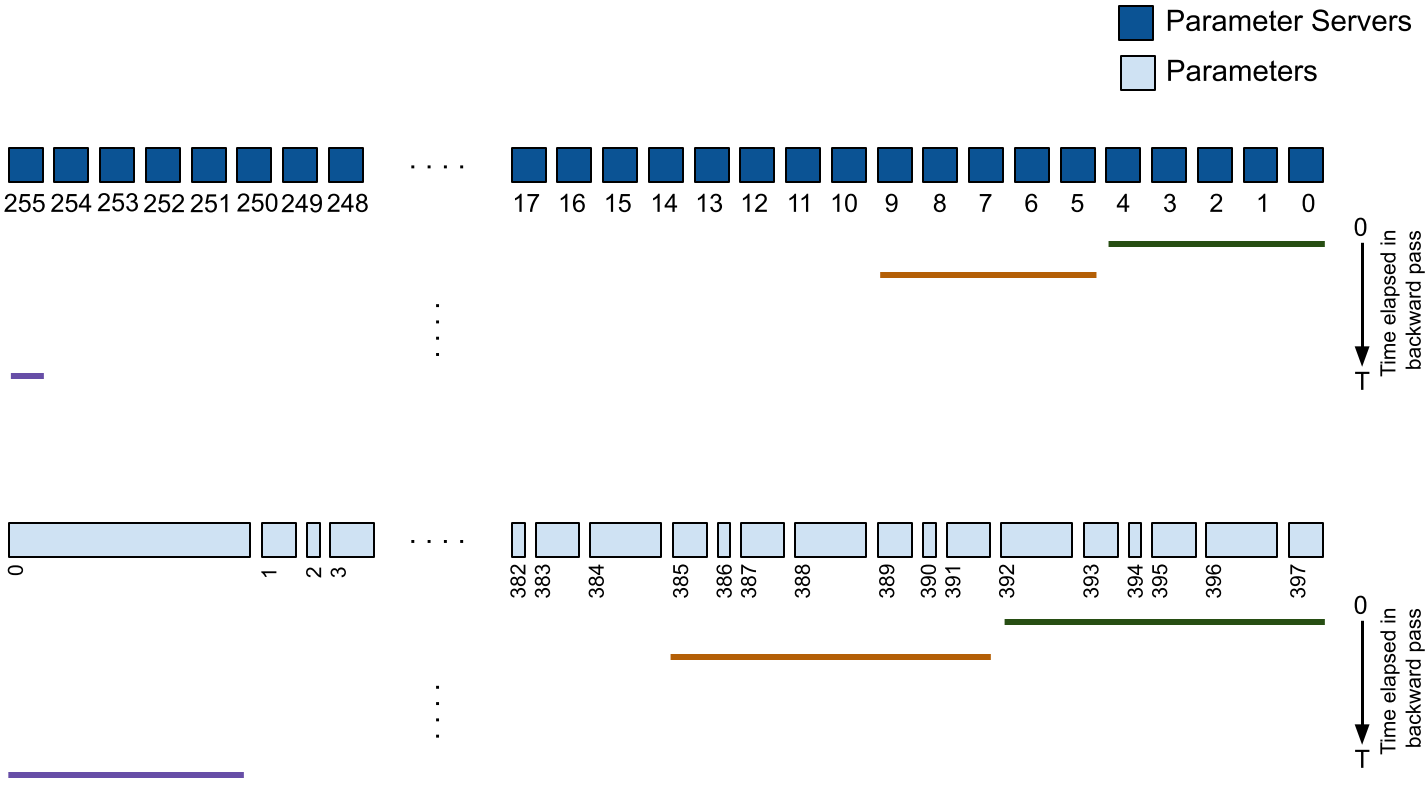 Parameter Servers
Parameters
. . . .
255 254 253 252 251 250 249 248 17 16 15 14 13 12 11 10 9 8 7 6 5 4 3 2 1 0
0
Time elapsed in
backward pass
T
. . . .
0 1 2 3 382 383 384 385 386 387 388 389 390 391 392 393 394 395 396 397
0
Time elapsed in
backward pass
T